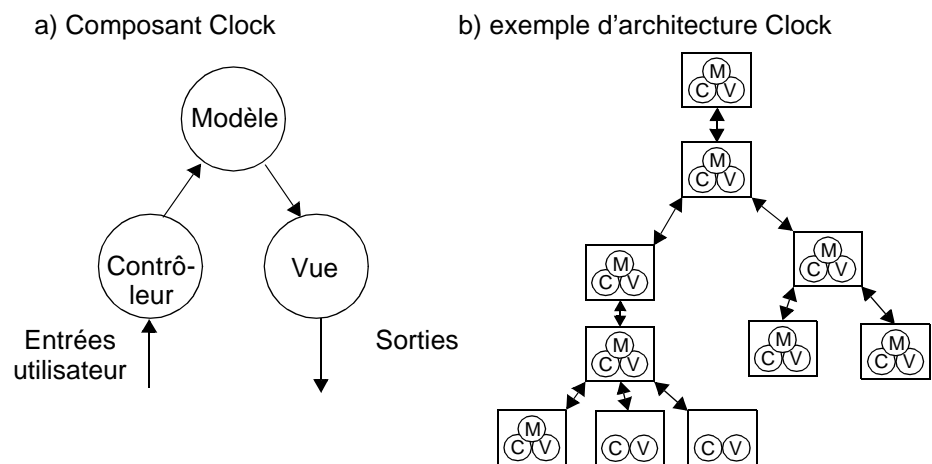 a) Composant Clock
b) exemple d'architecture Clock
Modèle
Contrô-
leur
Vue
Entrées
utilisateur
Sorties
M
C V
M
C V
M
C V
M
C V
M
C V
M
C V
M
C V
M
C V
C V
C V